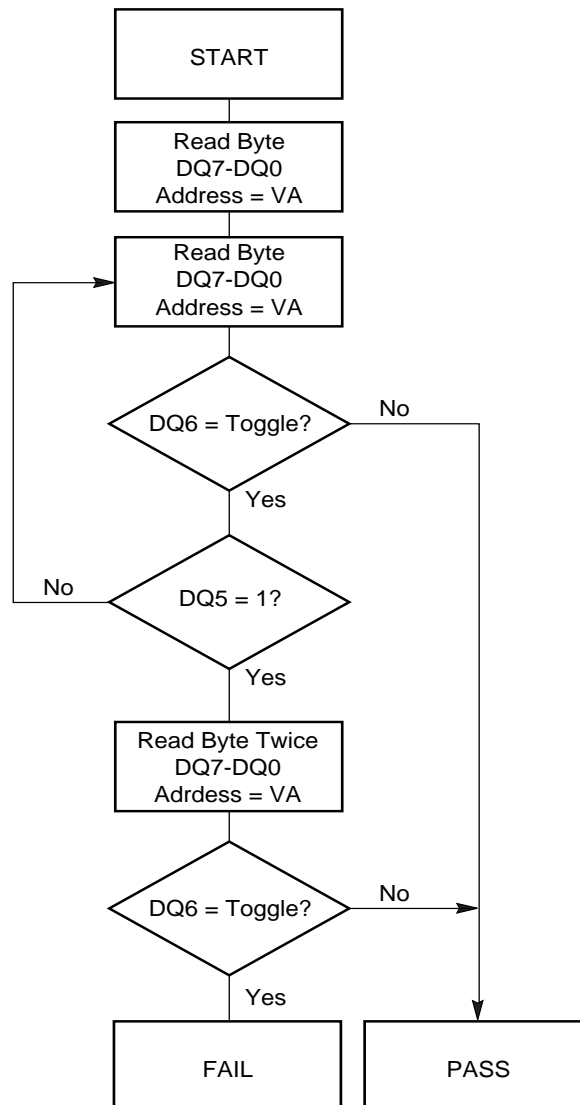 START
Read Byte
DQ7-DQ0
Address = VA
Read Byte
DQ7-DQ0
Address = VA
DQ6 = Toggle?
No
Yes
No
DQ5 = 1?
Yes
Read Byte Twice
DQ7-DQ0
Adrdess = VA
DQ6 = Toggle?
No
Yes
FAIL
PASS